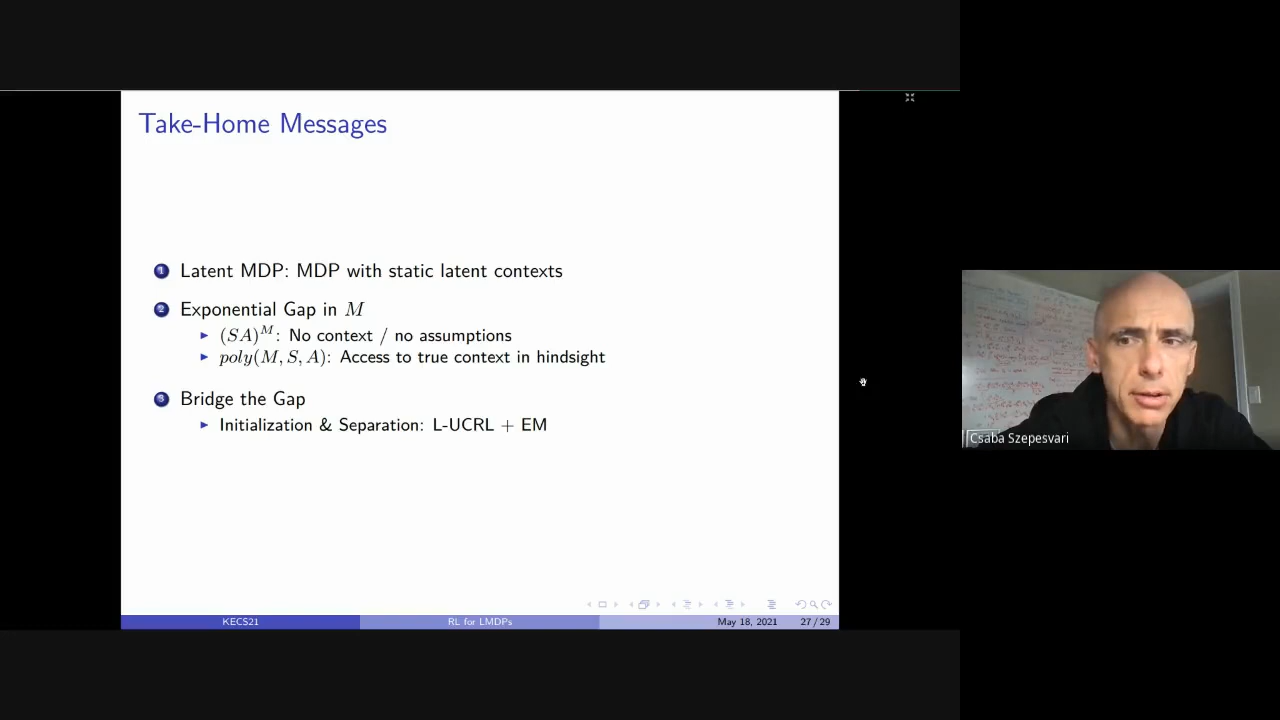 Take-Home Messages
1 Latent MDP: MDP with static latent contexts
2 Exponential Gap in M
(SA)^M: No context / no assumptions
poly(M, S, A): Access to true context in hindsight
3 Bridge the Gap
Initialization & Separation: L-UCRL + EM
KECS21 RL for LMDPs May 18, 2021 27 / 29
Csaba Szepesvari